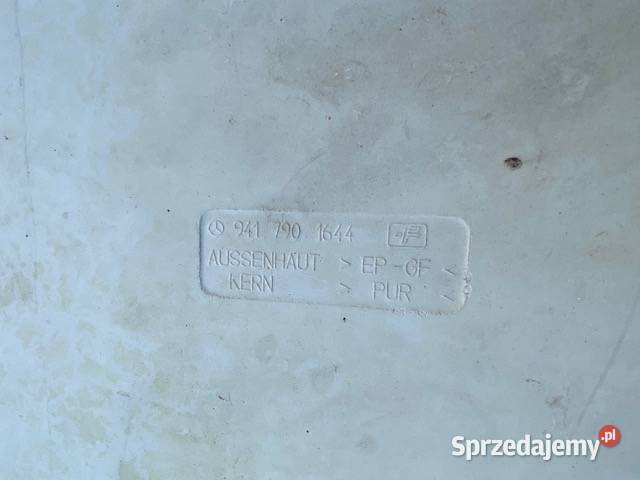 941 790 1644
AUSSENHAUT > EP-GF <
KERN > PUR <
Sprzedajemy.pl